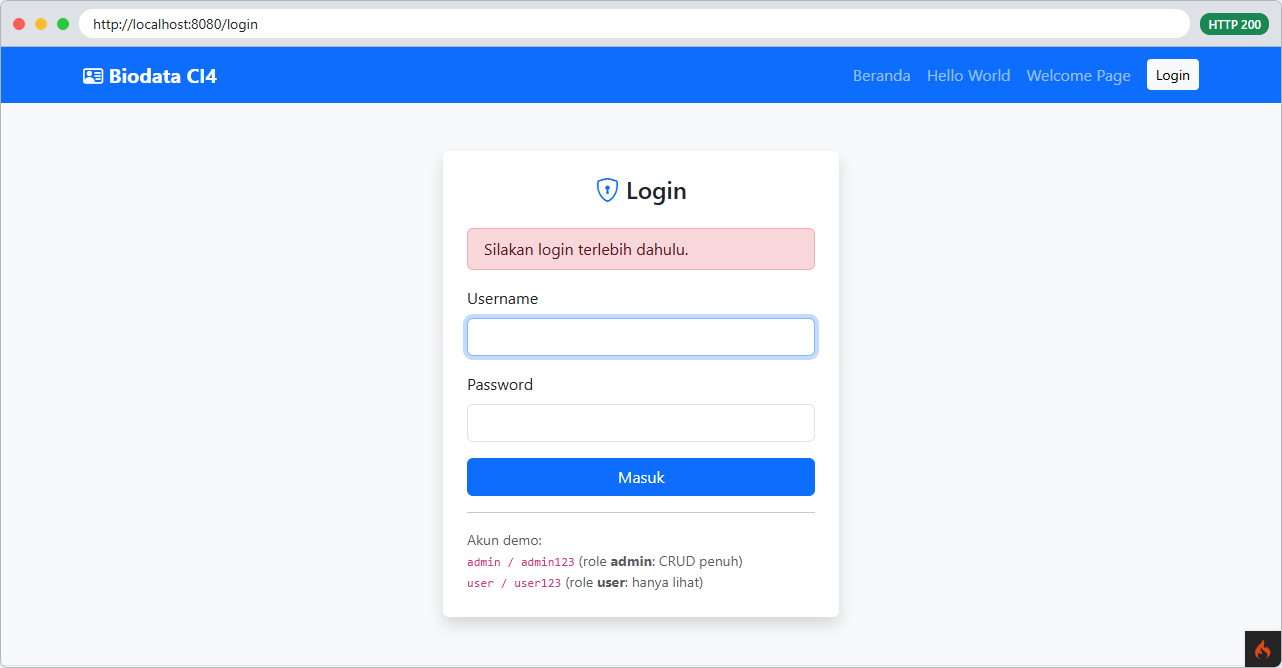 http://localhost:8080/login
HTTP 200
Biodata CI4
Beranda
Hello World
Welcome Page
Login
Login
Silakan login terlebih dahulu.
Username
Password
Masuk
Akun demo:
admin / admin123 (role admin: CRUD penuh)
user / user123 (role user: hanya lihat)